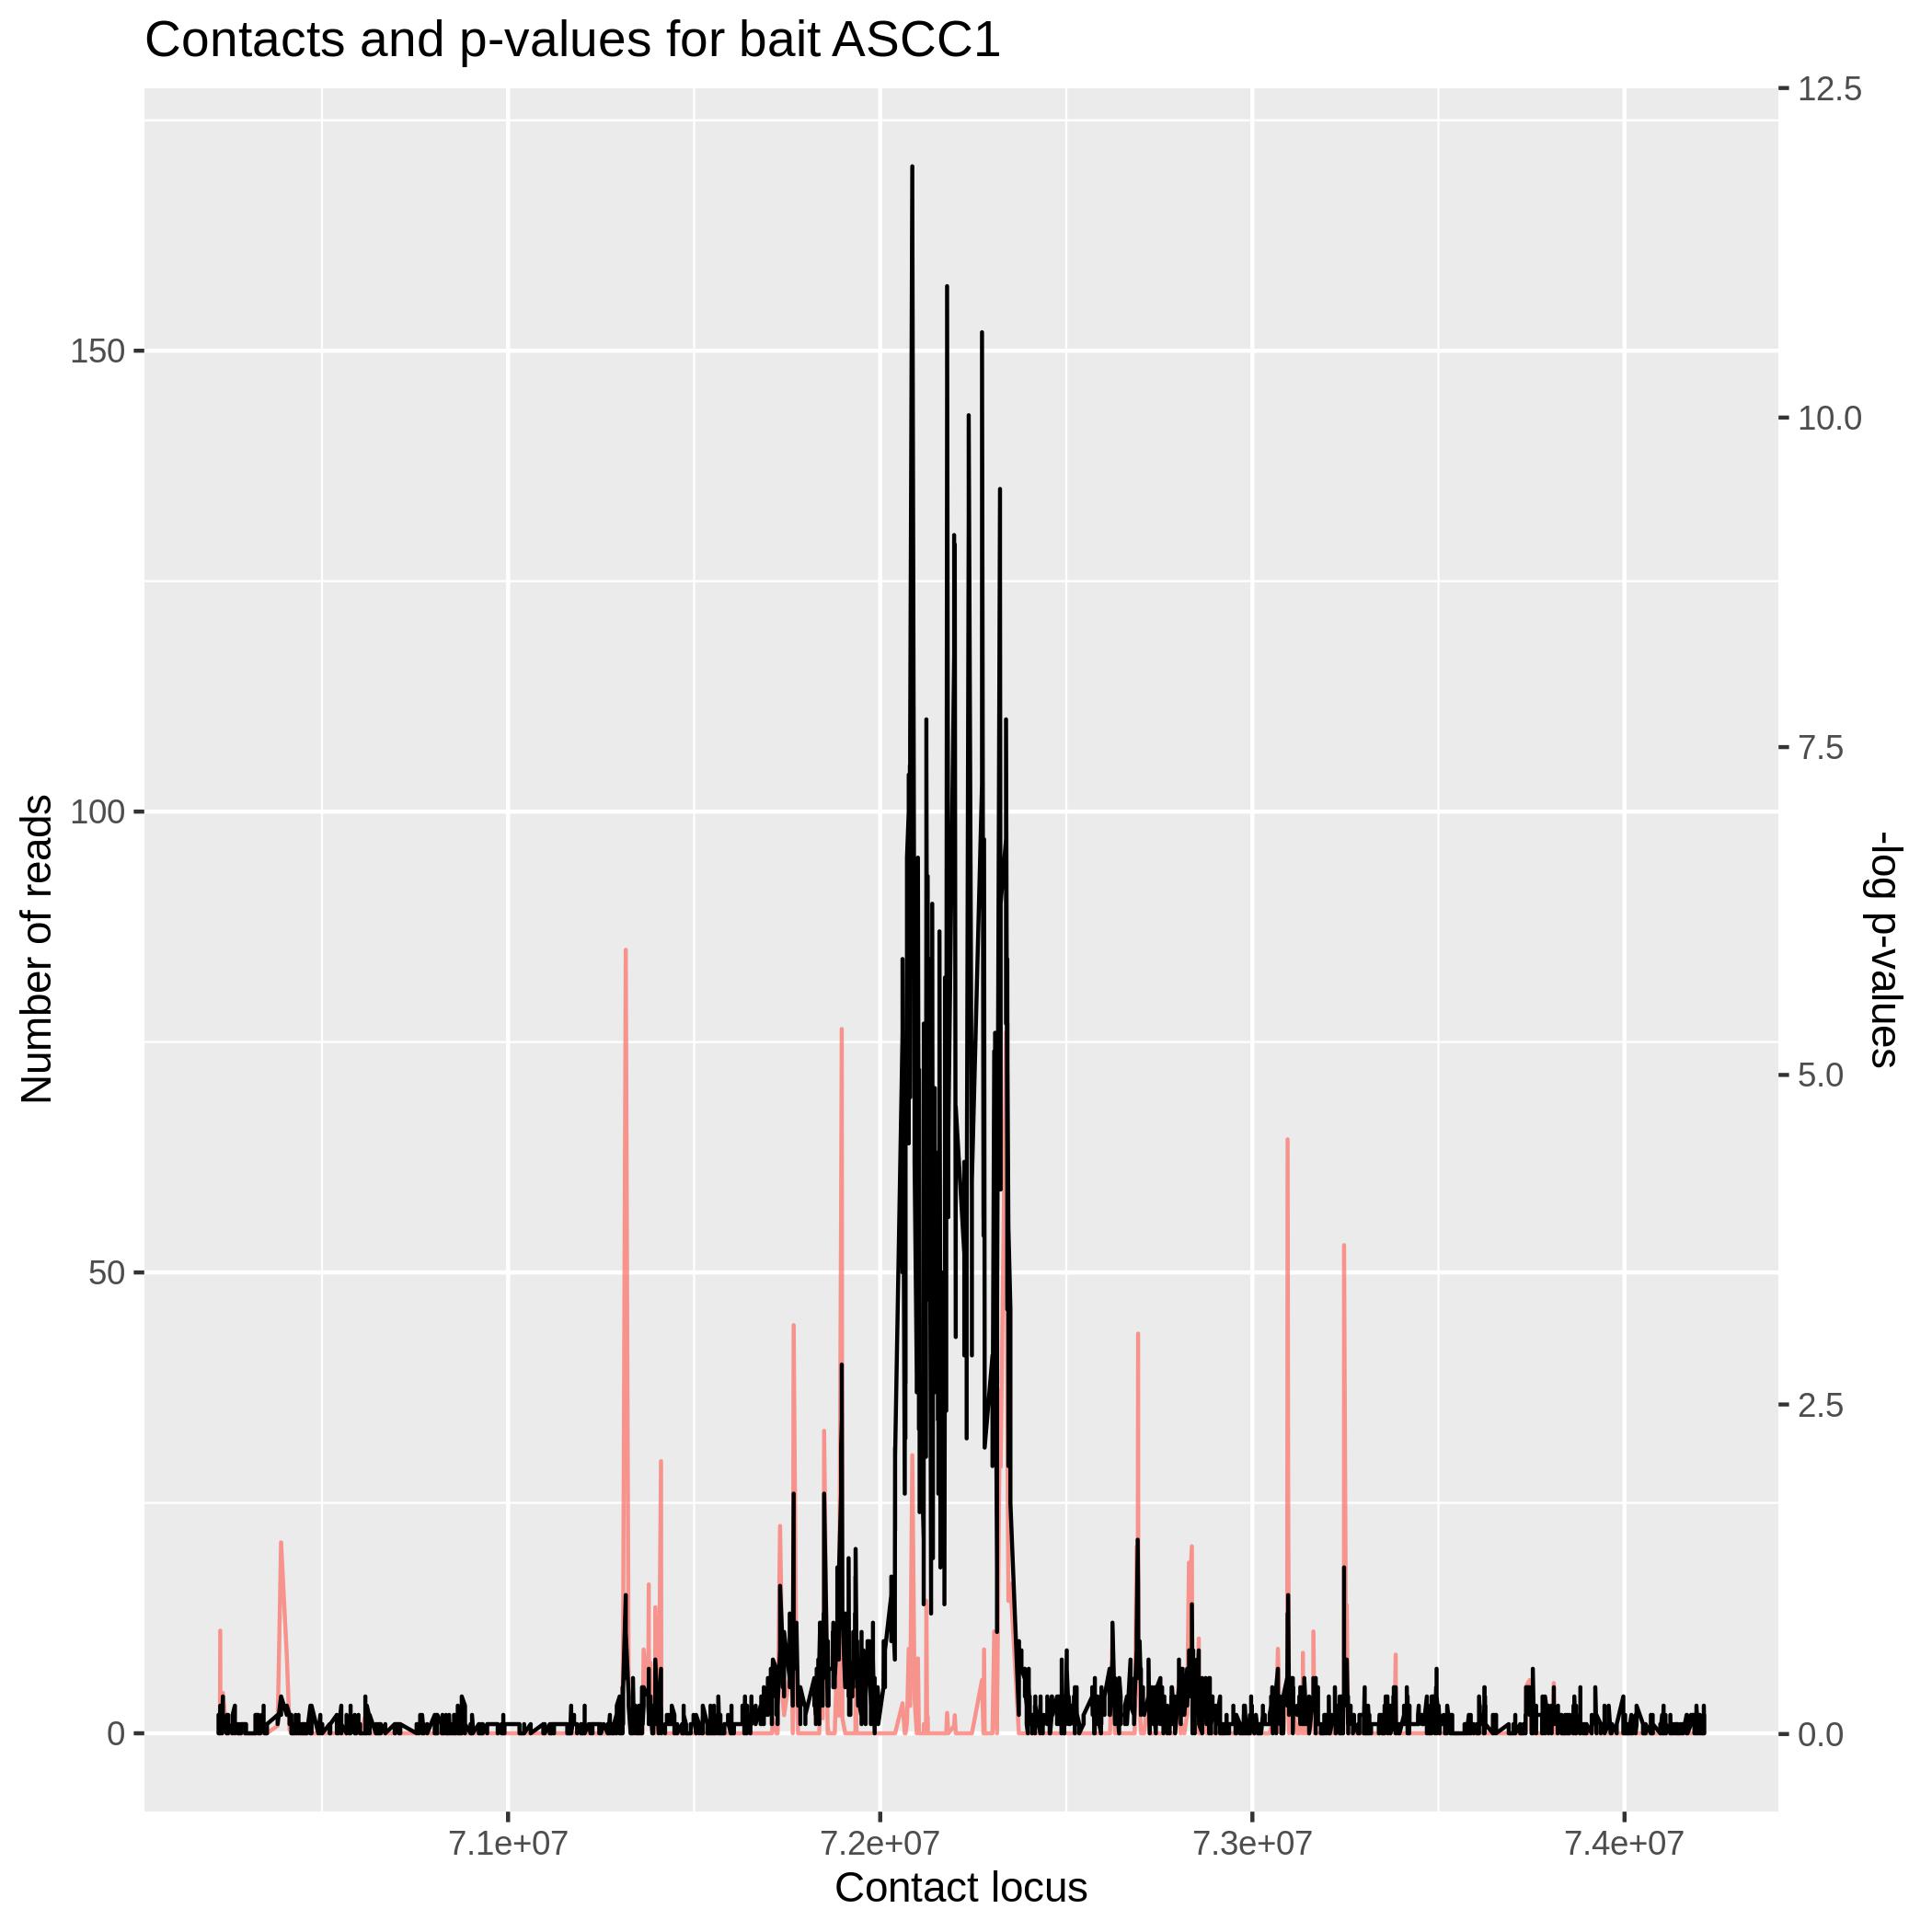 Contacts and p-values for bait ASCC1
12.5
10.0
7.5
5.0
2.5
0.0
-log p-values
150
100
50
0
Number of reads
7.1e+07
7.2e+07
7.3e+07
7.4e+07
Contact locus